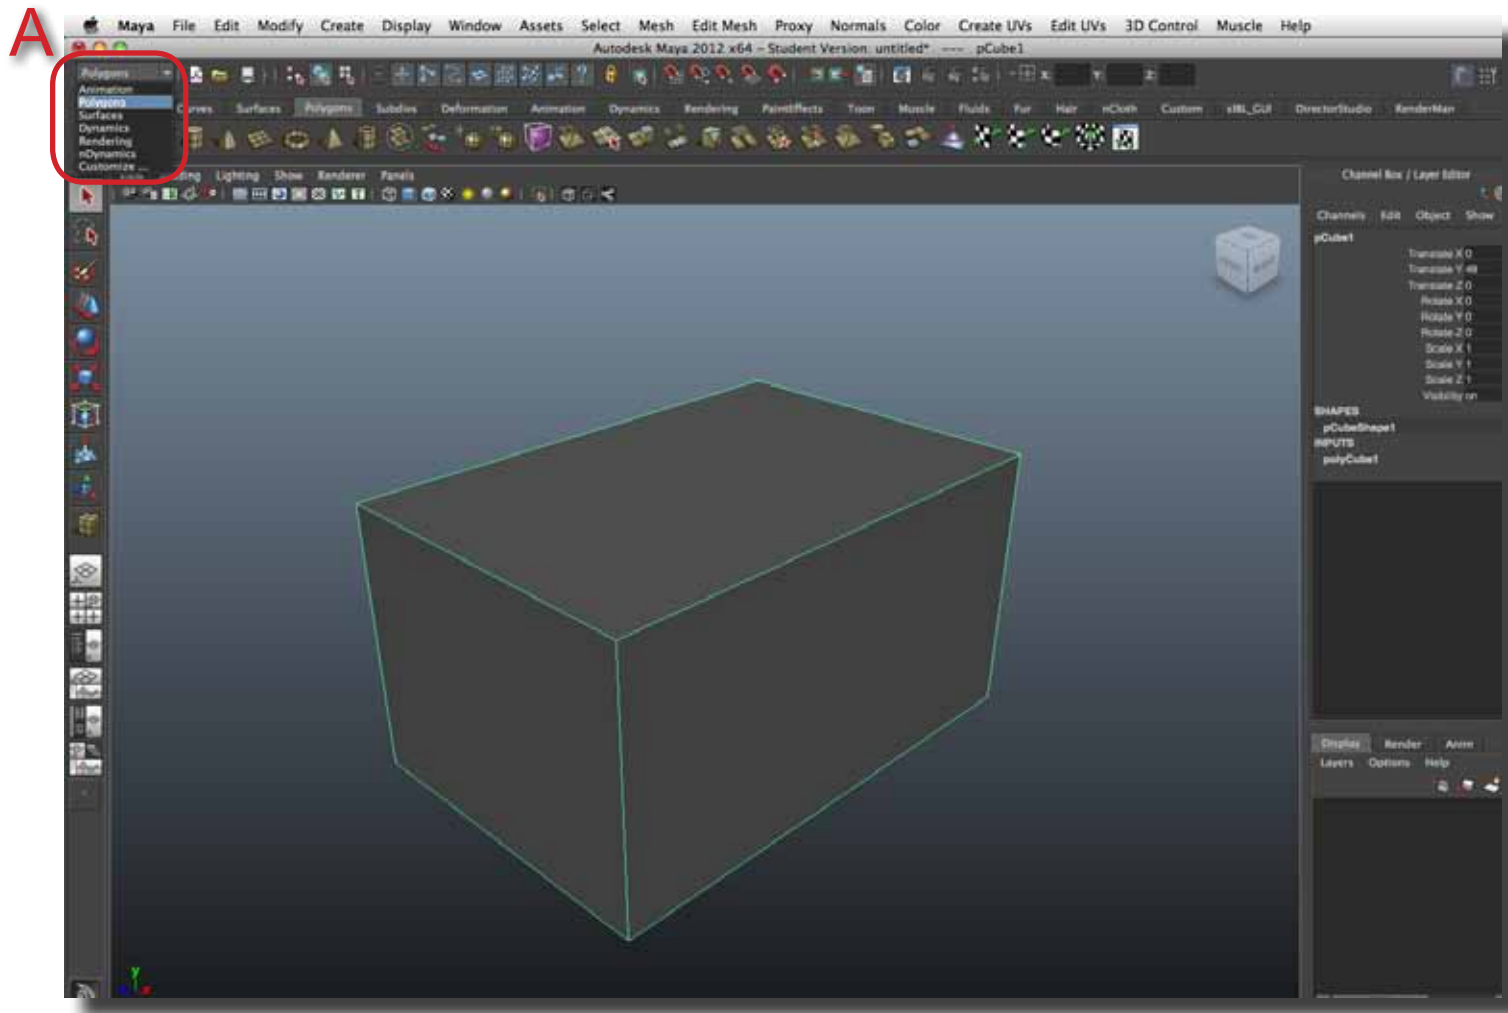 A
Maya File Edit Modify Create Display Window Assets Select Mesh Edit Mesh Proxy Normals Color Create UVs Edit UVs 3D Control Muscle Help
Autodesk Maya 2012 x64 – Student Version: untitled* --- pCube1
Polygons
Animation
Polygons
Surfaces
Dynamics
Rendering
nDynamics
Customize ...
Curves Surfaces Polygons Subdivs Deformation Animation Dynamics Rendering PaintEffects Toon Muscle Fluids Fur Hair nCloth Custom xIBL_GUI DirectorStudio RenderMan
X: Y: Z:
Lighting Show Renderer Panels
Channel Box / Layer Editor
Channels Edit Object Show
pCube1
Translate X 0
Translate Y 49
Translate Z 0
Rotate X 0
Rotate Y 0
Rotate Z 0
Scale X 1
Scale Y 1
Scale Z 1
Visibility on
SHAPES
pCubeShape1
INPUTS
polyCube1
Display Render Anim
Layers Options Help
y